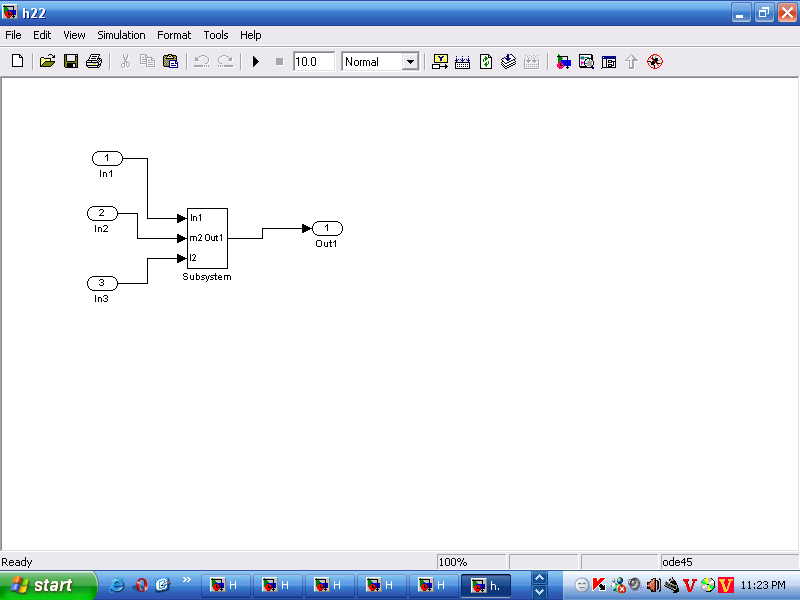 h22
File Edit View Simulation Format Tools Help
10.0 Normal
1
In1
2
In2
3
In3
In1
m2 Out1
l2
Subsystem
1
Out1
Ready 100% ode45
start H H H H H h. 11:23 PM